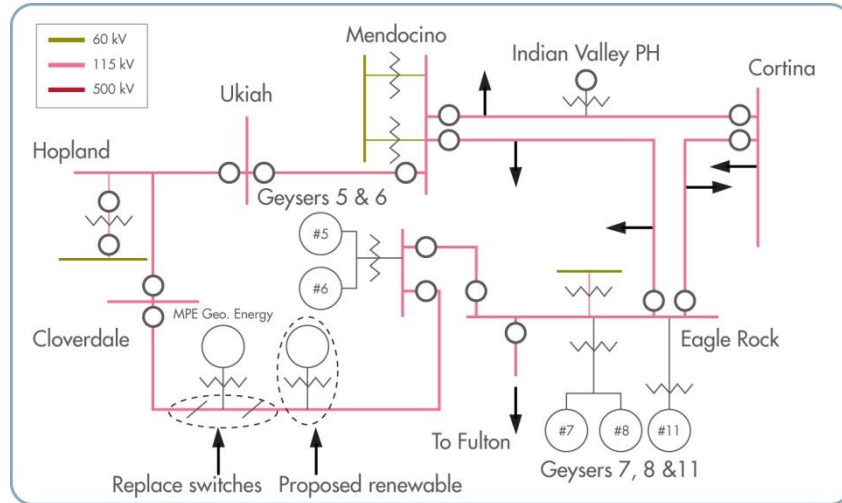 60 kV
115 kV
500 kV
Mendocino
Indian Valley PH
Cortina
Ukiah
Hopland
Geysers 5 & 6
#5
#6
MPE Geo. Energy
Cloverdale
Eagle Rock
To Fulton
#7
#8
#11
Geysers 7, 8 &11
Replace switches
Proposed renewable